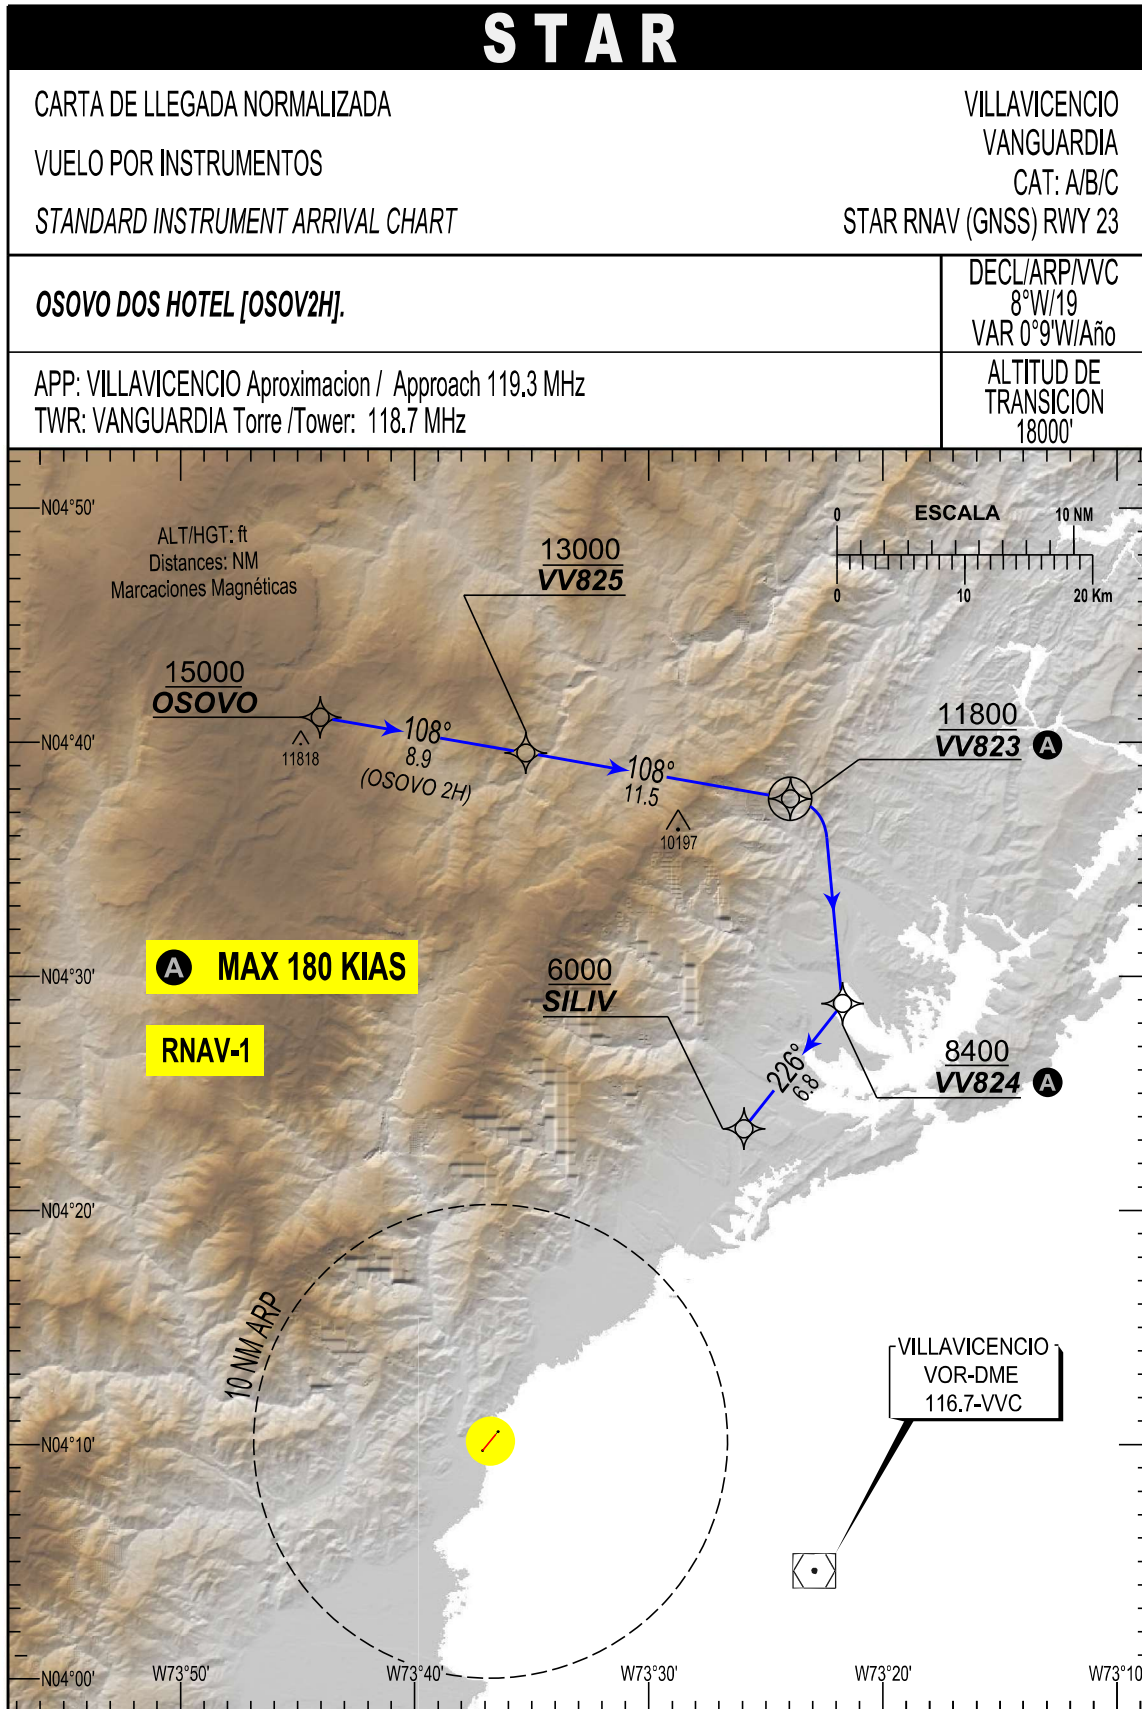 STAR
CARTA DE LLEGADA NORMALIZADA
VUELO POR INSTRUMENTOS
STANDARD INSTRUMENT ARRIVAL CHART
VILLAVICENCIO
VANGUARDIA
CAT: A/B/C
STAR RNAV (GNSS) RWY 23
OSOVO DOS HOTEL [OSOV2H].
DECL/ARP/VVC
8°W/19
VAR 0°9'W/Año
APP: VILLAVICENCIO Aproximacion / Approach 119.3 MHz
TWR: VANGUARDIA Torre /Tower: 118.7 MHz
ALTITUD DE
TRANSICION
18000'
N04°50'
ALT/HGT: ft
Distances: NM
Marcaciones Magnéticas
13000
VV825
0 ESCALA 10 NM
0 10 20 Km
15000
OSOVO
11818
108°
8.9
(OSOVO 2H)
108°
11.5
10197
11800
VV823 A
N04°40'
A MAX 180 KIAS
RNAV-1
N04°30'
6000
SILIV
226°
6.8
8400
VV824 A
N04°20'
10 NM ARP
VILLAVICENCIO
VOR-DME
116.7-VVC
N04°10'
N04°00'
W73°50'
W73°40'
W73°30'
W73°20'
W73°10